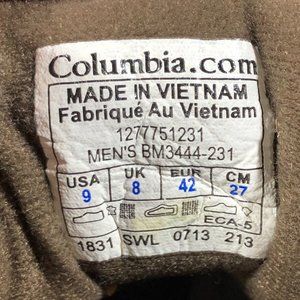 Columbia.com
MADE IN VIETNAM
Fabriqué Au Vietnam
1277751231
MEN'S BM3444-231
USA UK EUR CM
9 8 42 27
ECA-5
1831 SWL 0713 213